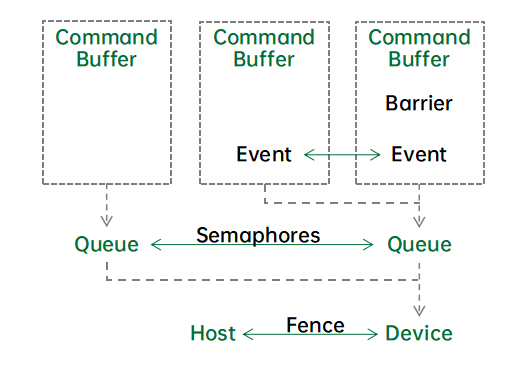 Command
Buffer
Command
Buffer
Command
Buffer
Barrier
Event
Event
Queue
Semaphores
Queue
Host
Fence
Device